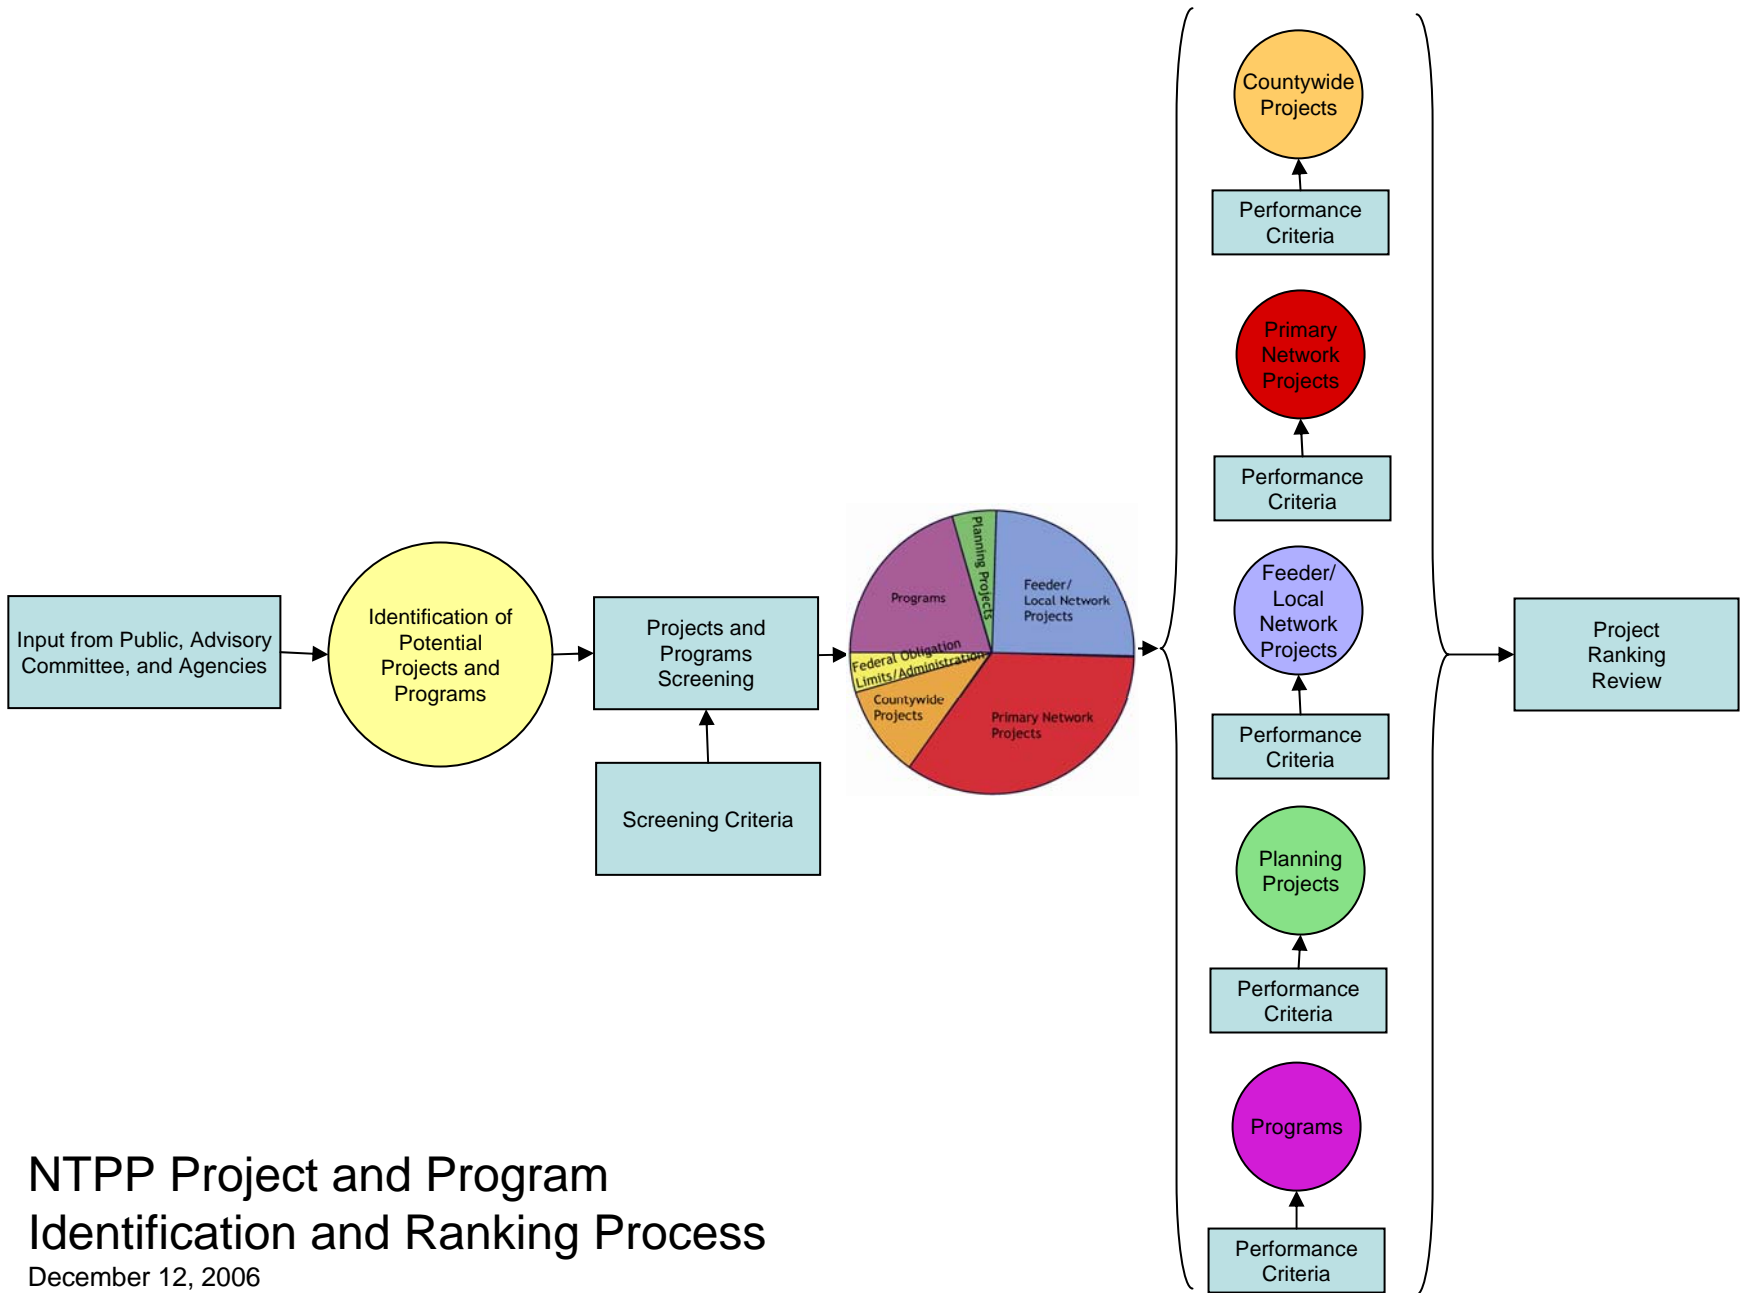 Input from Public, Advisory
Committee, and Agencies
Identification of
Potential
Projects and
Programs
Projects and
Programs
Screening
Screening Criteria
Planning Projects
Programs
Feeder/
Local Network
Projects
Federal Obligation
Limits/Administration
Countywide
Projects
Primary Network
Projects
Countywide
Projects
Performance
Criteria
Primary
Network
Projects
Performance
Criteria
Feeder/
Local
Network
Projects
Performance
Criteria
Planning
Projects
Performance
Criteria
Programs
Performance
Criteria
Project
Ranking
Review
NTPP Project and Program
Identification and Ranking Process
December 12, 2006